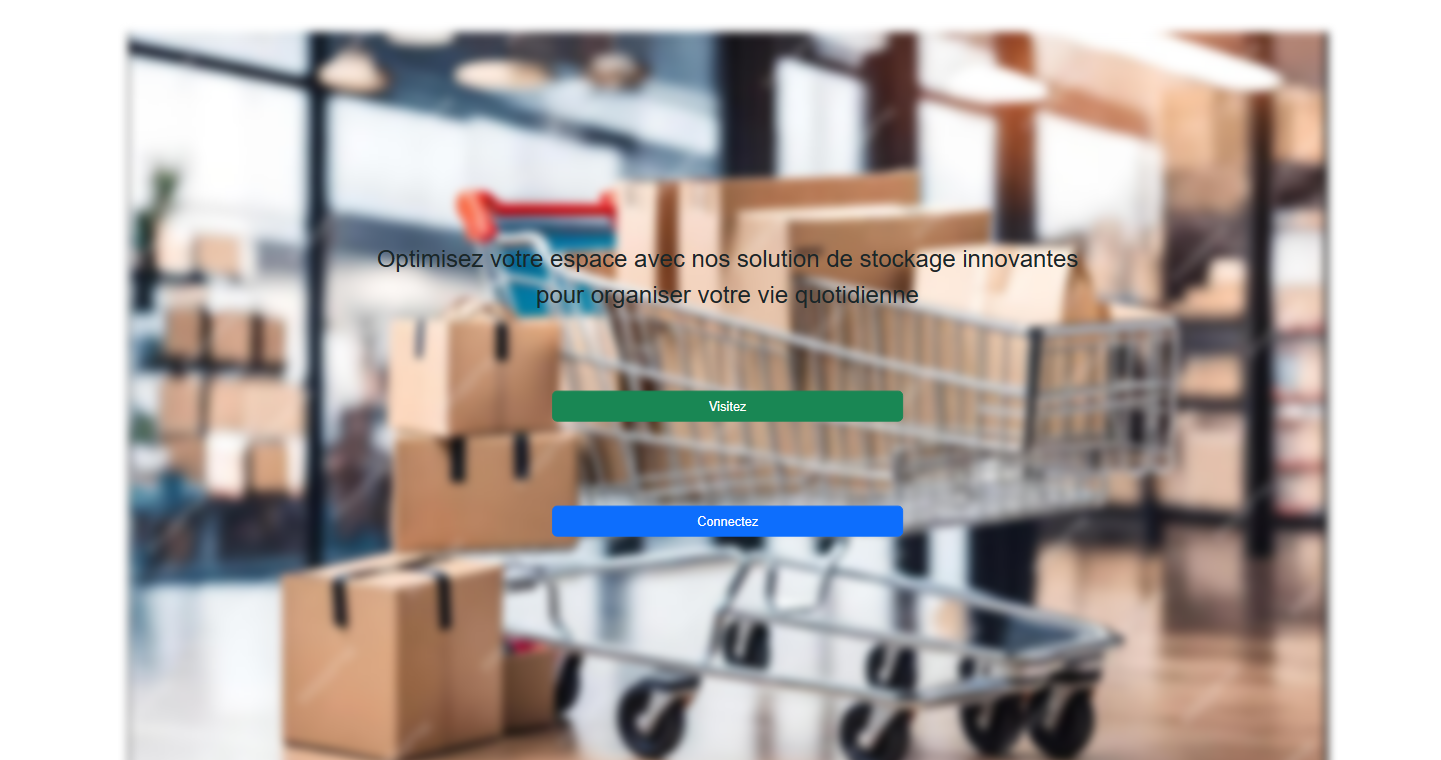 Optimisez votre espace avec nos solution de stockage innovantes
pour organiser votre vie quotidienne
Visitez
Connectez